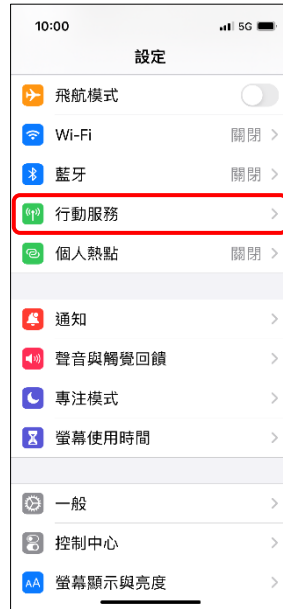 10:00 5G
設定
飛航模式
Wi-Fi 關閉
藍牙 關閉
行動服務
個人熱點 關閉
通知
聲音與觸覺回饋
專注模式
螢幕使用時間
一般
控制中心
AA 螢幕顯示與亮度